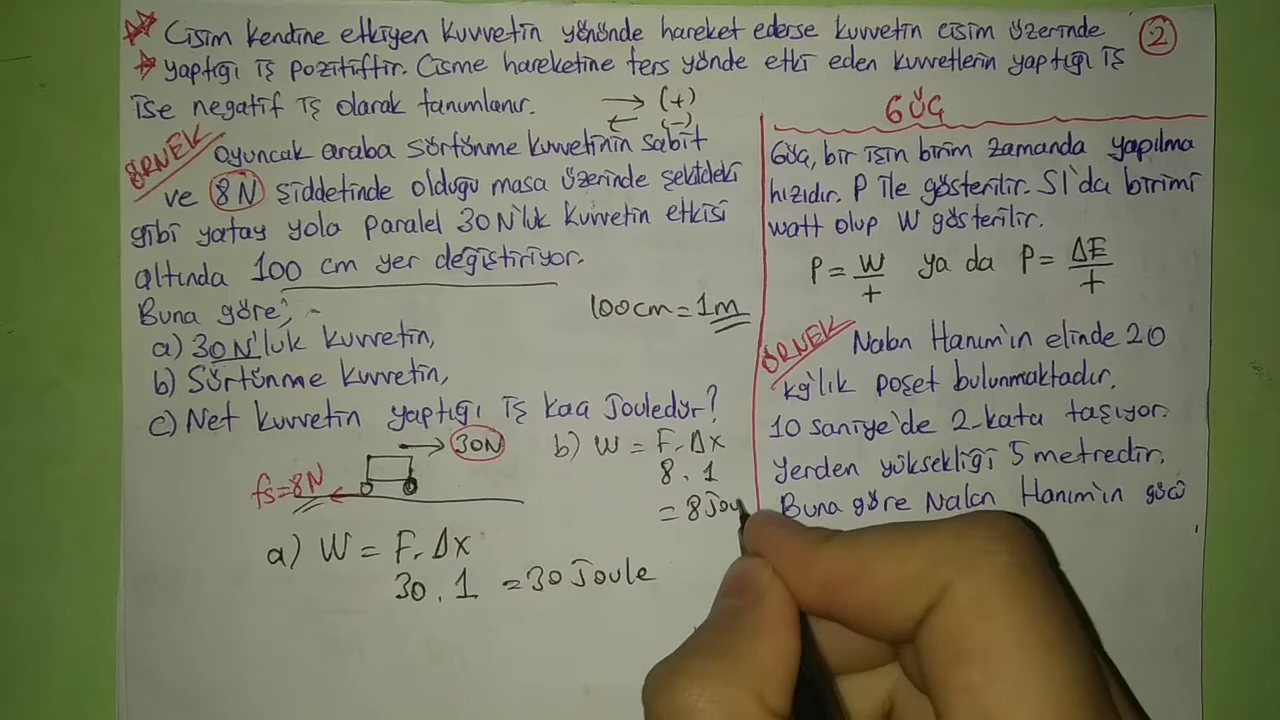 Cisim kendine etkiyen kuvvetin yönünde hareket ederse kuvvetin cisim üzerinde
yaptığı iş pozitiftir. Cisme hareketine ters yönde etki eden kuvvetlerin yaptığı iş
ise negatif iş olarak tanımlanır.
(+)
(-)
2
ÖRNEK
Oyuncak araba sürtünme kuvvetinin sabit
ve 8N şiddetinde olduğu masa üzerinde şekildeki
gibi yatay yola paralel 30N'luk kuvvetin etkisi
altında 100 cm yer değiştiriyor.
Buna göre;
100cm = 1m
a) 30N'luk kuvvetin,
b) Sürtünme kuvvetin,
c) Net kuvvetin yaptığı iş kaç Jouledur?
30N
fs=8N
a) W = F. Δx
30 . 1 = 30 Joule
b) W = F. Δx
8 . 1
= 8 Jou
GÜÇ
Güç, bir işin birim zamanda yapılma
hızıdır. P ile gösterilir. SI'da birimi
watt olup W gösterilir.
P = W/t ya da P = ΔE/t
ÖRNEK
Nalan Hanım'ın elinde 20
kg'lık poşet bulunmaktadır.
10 saniye'de 2.kata taşıyor.
Yerden yüksekliği 5 metredir.
Buna göre Nalan Hanım'ın gücü